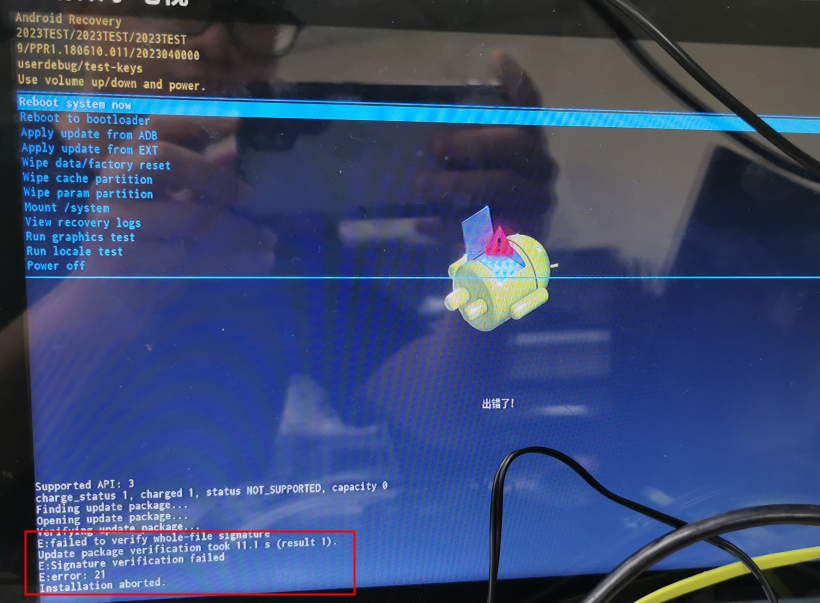 Android Recovery
2023TEST/2023TEST/2023TEST
9/PPR1.180610.011/2023040000
userdebug/test-keys
Use volume up/down and power.
Reboot system now
Reboot to bootloader
Apply update from ADB
Apply update from EXT
Wipe data/factory reset
Wipe cache partition
Wipe param partition
Mount /system
View recovery logs
Run graphics test
Run locale test
Power off
出错了!
Supported API: 3
charge_status 1, charged 1, status NOT_SUPPORTED, capacity 0
Finding update package...
Opening update package...
Verifying update package...
E:failed to verify whole-file signature
Update package verification took 11.1 s (result 1).
E:Signature verification failed
E:error: 21
Installation aborted.